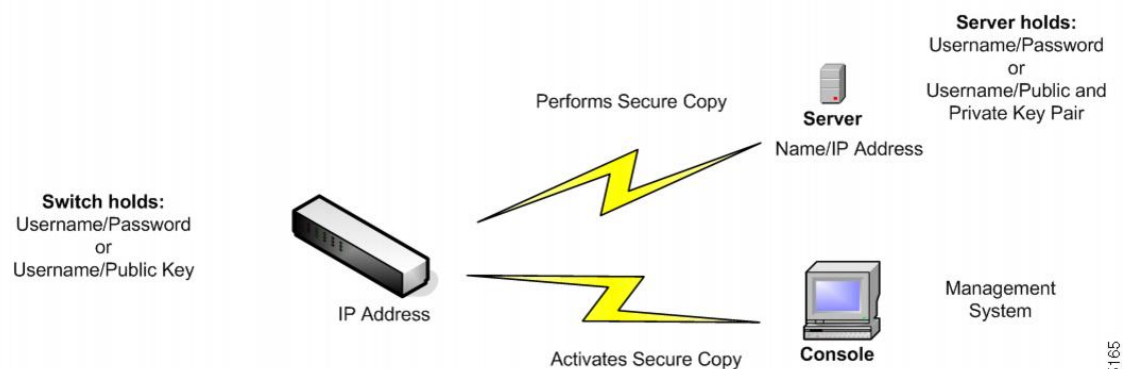 Server holds:
Username/Password
or
Username/Public and
Private Key Pair
Performs Secure Copy
Server
Name/IP Address
Switch holds:
Username/Password
or
Username/Public Key
IP Address
Management
System
Activates Secure Copy
Console